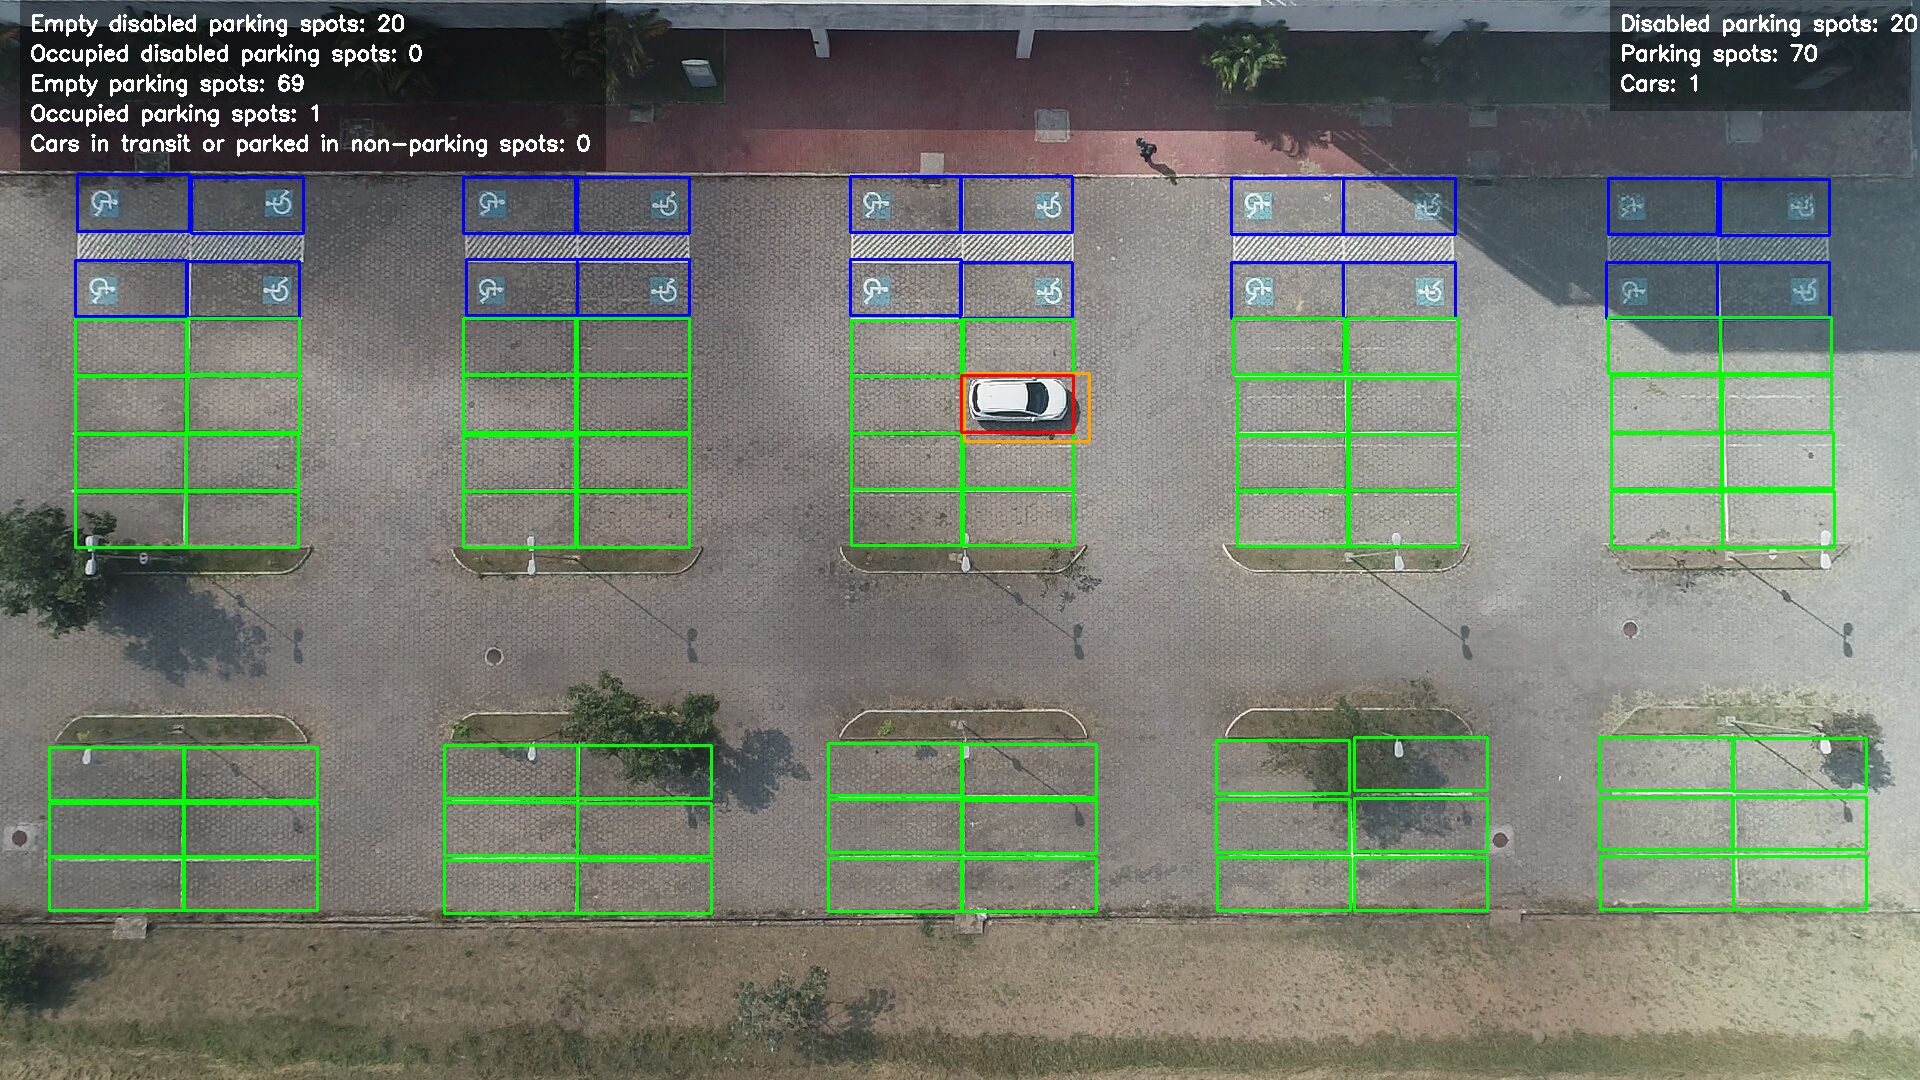 Empty disabled parking spots: 20
Occupied disabled parking spots: 0
Empty parking spots: 69
Occupied parking spots: 1
Cars in transit or parked in non-parking spots: 0
Disabled parking spots: 20
Parking spots: 70
Cars: 1